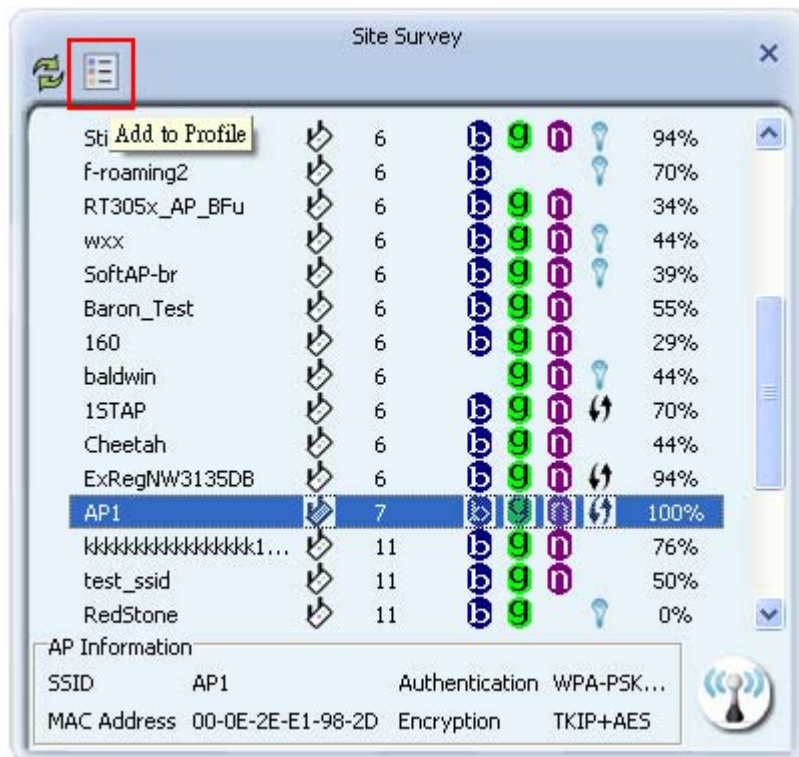 Site Survey
Add to Profile
Sti 6 b g n 94%
f-roaming2 6 b 70%
RT305x_AP_BFu 6 b g n 34%
wxx 6 b g n 44%
SoftAP-br 6 b g n 39%
Baron_Test 6 b g n 55%
160 6 b g n 29%
baldwin 6 g n 44%
1STAP 6 b g n 70%
Cheetah 6 b g n 44%
ExRegNW3135DB 6 b g n 94%
AP1 7 b g n 100%
kkkkkkkkkkkkkkkkk1... 11 b g n 76%
test_ssid 11 b g n 50%
RedStone 11 b g 0%
AP Information
SSID AP1 Authentication WPA-PSK...
MAC Address 00-0E-2E-E1-98-2D Encryption TKIP+AES